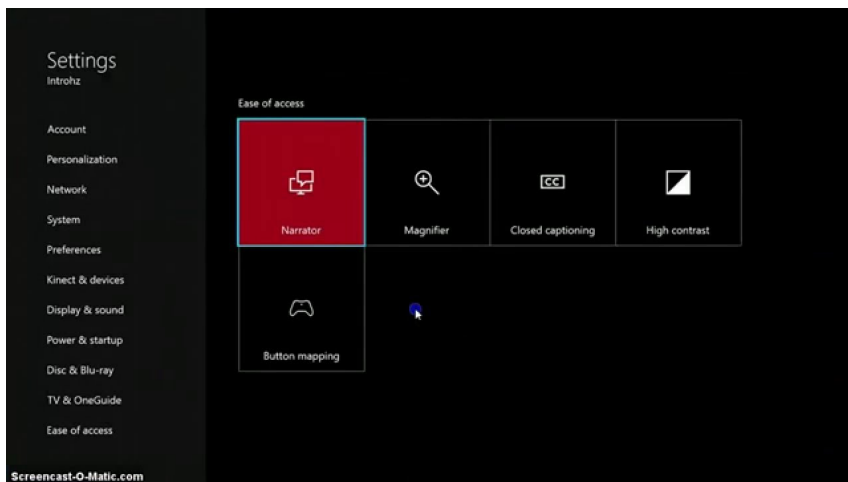 Settings
Introhz
Account
Personalization
Network
System
Preferences
Kinect & devices
Display & sound
Power & startup
Disc & Blu-ray
TV & OneGuide
Ease of access
Ease of access
Narrator
Magnifier
CC
Closed captioning
High contrast
Button mapping
Screencast-O-Matic.com